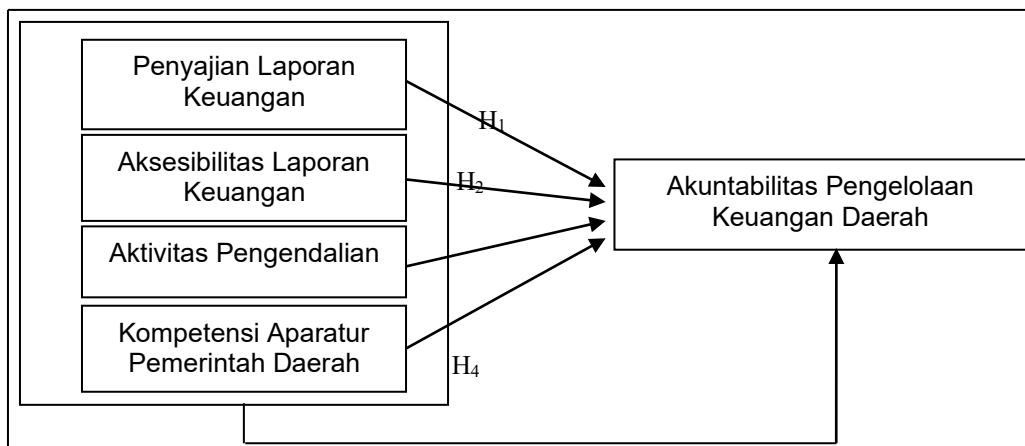 Penyajian Laporan
Keuangan
H1
Aksesibilitas Laporan
Keuangan
H2
Akuntabilitas Pengelolaan
Keuangan Daerah
Aktivitas Pengendalian
Kompetensi Aparatur
Pemerintah Daerah
H4